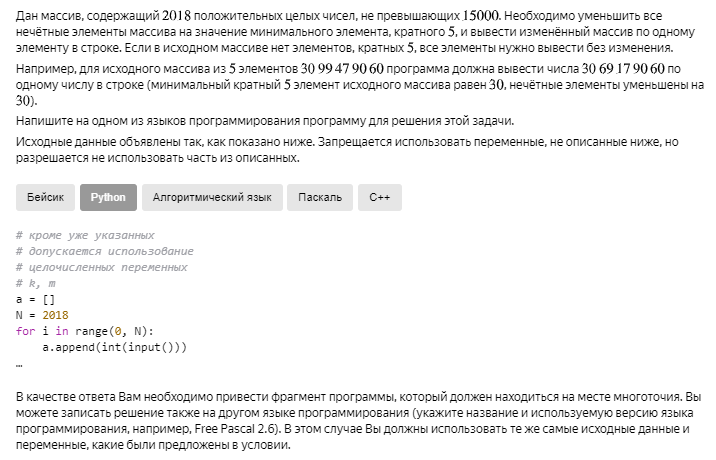 Дан массив, содержащий 2018 положительных целых чисел, не превышающих 15000. Необходимо уменьшить все
нечётные элементы массива на значение минимального элемента, кратного 5, и вывести изменённый массив по одному
элементу в строке. Если в исходном массиве нет элементов, кратных 5, все элементы нужно вывести без изменения.
Например, для исходного массива из 5 элементов 30 99 47 90 60 программа должна вывести числа 30 69 17 90 60 по
одному числу в строке (минимальный кратный 5 элемент исходного массива равен 30, нечётные элементы уменьшены на
30).
Напишите на одном из языков программирования программу для решения этой задачи.
Исходные данные объявлены так, как показано ниже. Запрещается использовать переменные, не описанные ниже, но
разрешается не использовать часть из описанных.
Бейсик Python Алгоритмический язык Паскаль C++
# кроме уже указанных
# допускается использование
# целочисленных переменных
# k, m
a = []
N = 2018
for i in range(0, N):
    a.append(int(input()))
…
В качестве ответа Вам необходимо привести фрагмент программы, который должен находиться на месте многоточия. Вы
можете записать решение также на другом языке программирования (укажите название и используемую версию языка
программирования, например, Free Pascal 2.6). В этом случае Вы должны использовать те же самые исходные данные и
переменные, какие были предложены в условии.